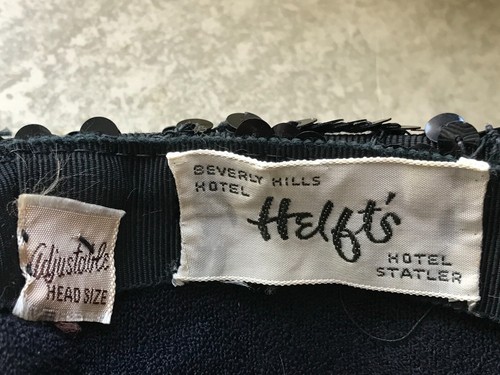 Adjustable
HEAD SIZE
BEVERLY HILLS
HOTEL
Helft's
HOTEL
STATLER